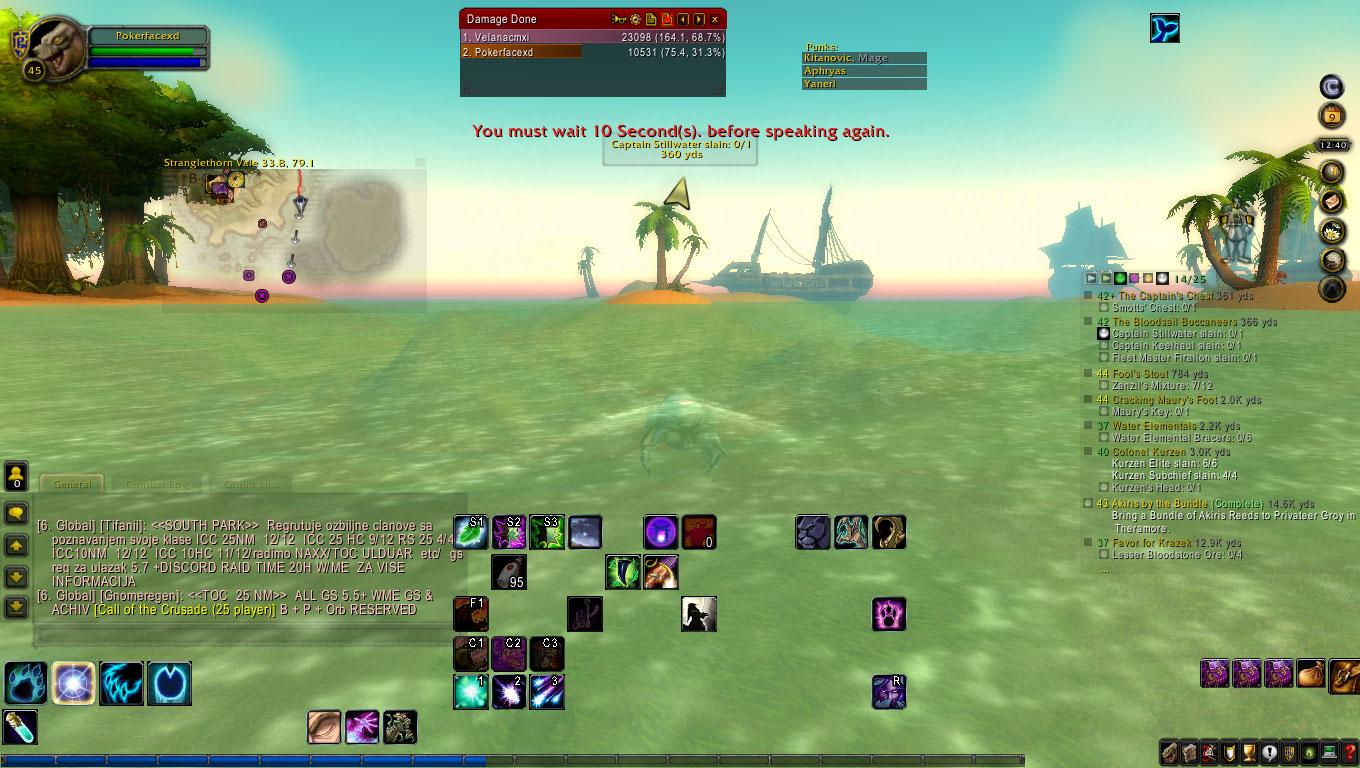 Pokerfacexd
45
Damage Done
1. Velanacmxi 23098 (164.1, 68.7%)
2. Pokerfacexd 10531 (75.4, 31.3%)
Punks:
Kitanovic, Mage
Aphryas
Yaneri
9
12:40
You must wait 10 Second(s). before speaking again.
Captain Stillwater slain: 0/1
360 yds
Stranglethorn Vale 33.8, 79.1
14/25
42+ The Captain's Chest 361 yds
Smotts' Chest: 0/1
42 The Bloodsail Buccaneers 366 yds
Captain Stillwater slain: 0/1
Captain Keelhaul slain: 0/1
Fleet Master Firallon slain: 0/1
44 Fool's Stout 784 yds
Zanzil's Mixture: 7/12
44 Cracking Maury's Foot 2.0K yds
Maury's Key: 0/1
37 Water Elementals 2.2K yds
Water Elemental Bracers: 0/6
40 Colonel Kurzen 3.0K yds
Kurzen Elite slain: 6/6
Kurzen Subchief slain: 4/4
Kurzen's Head: 0/1
43 Akiris by the Bundle (Complete) 14.6K yds
Bring a Bundle of Akiris Reeds to Privateer Groy in
Theramore.
37 Favor for Krazek 12.9K yds
Lesser Bloodstone Ore: 0/4
...
0
General Combat Log Group ch...
[6. Global] [Tifanii]: <<SOUTH PARK>> Regrutuje ozbiljne clanove sa
poznavanjem svoje klase ICC 25NM 12/12 ICC 25 HC 9/12 RS 25 4/4
ICC10NM 12/12 ICC 10HC 11/12/radimo NAXX/TOC ULDUAR etc/ gs
req za ulazak 5.7 +DISCORD RAID TIME 20H W/ME ZA VISE
INFORMACIJA
[6. Global] [Gnomeregen]: <<TOC 25 NM>> ALL GS 5.5+ WME GS &
ACHIV [Call of the Crusade (25 player)] B + P + Orb RESERVED
S1 S2 S3 0
95
F1
C1 C2 C3
1 2 3 R